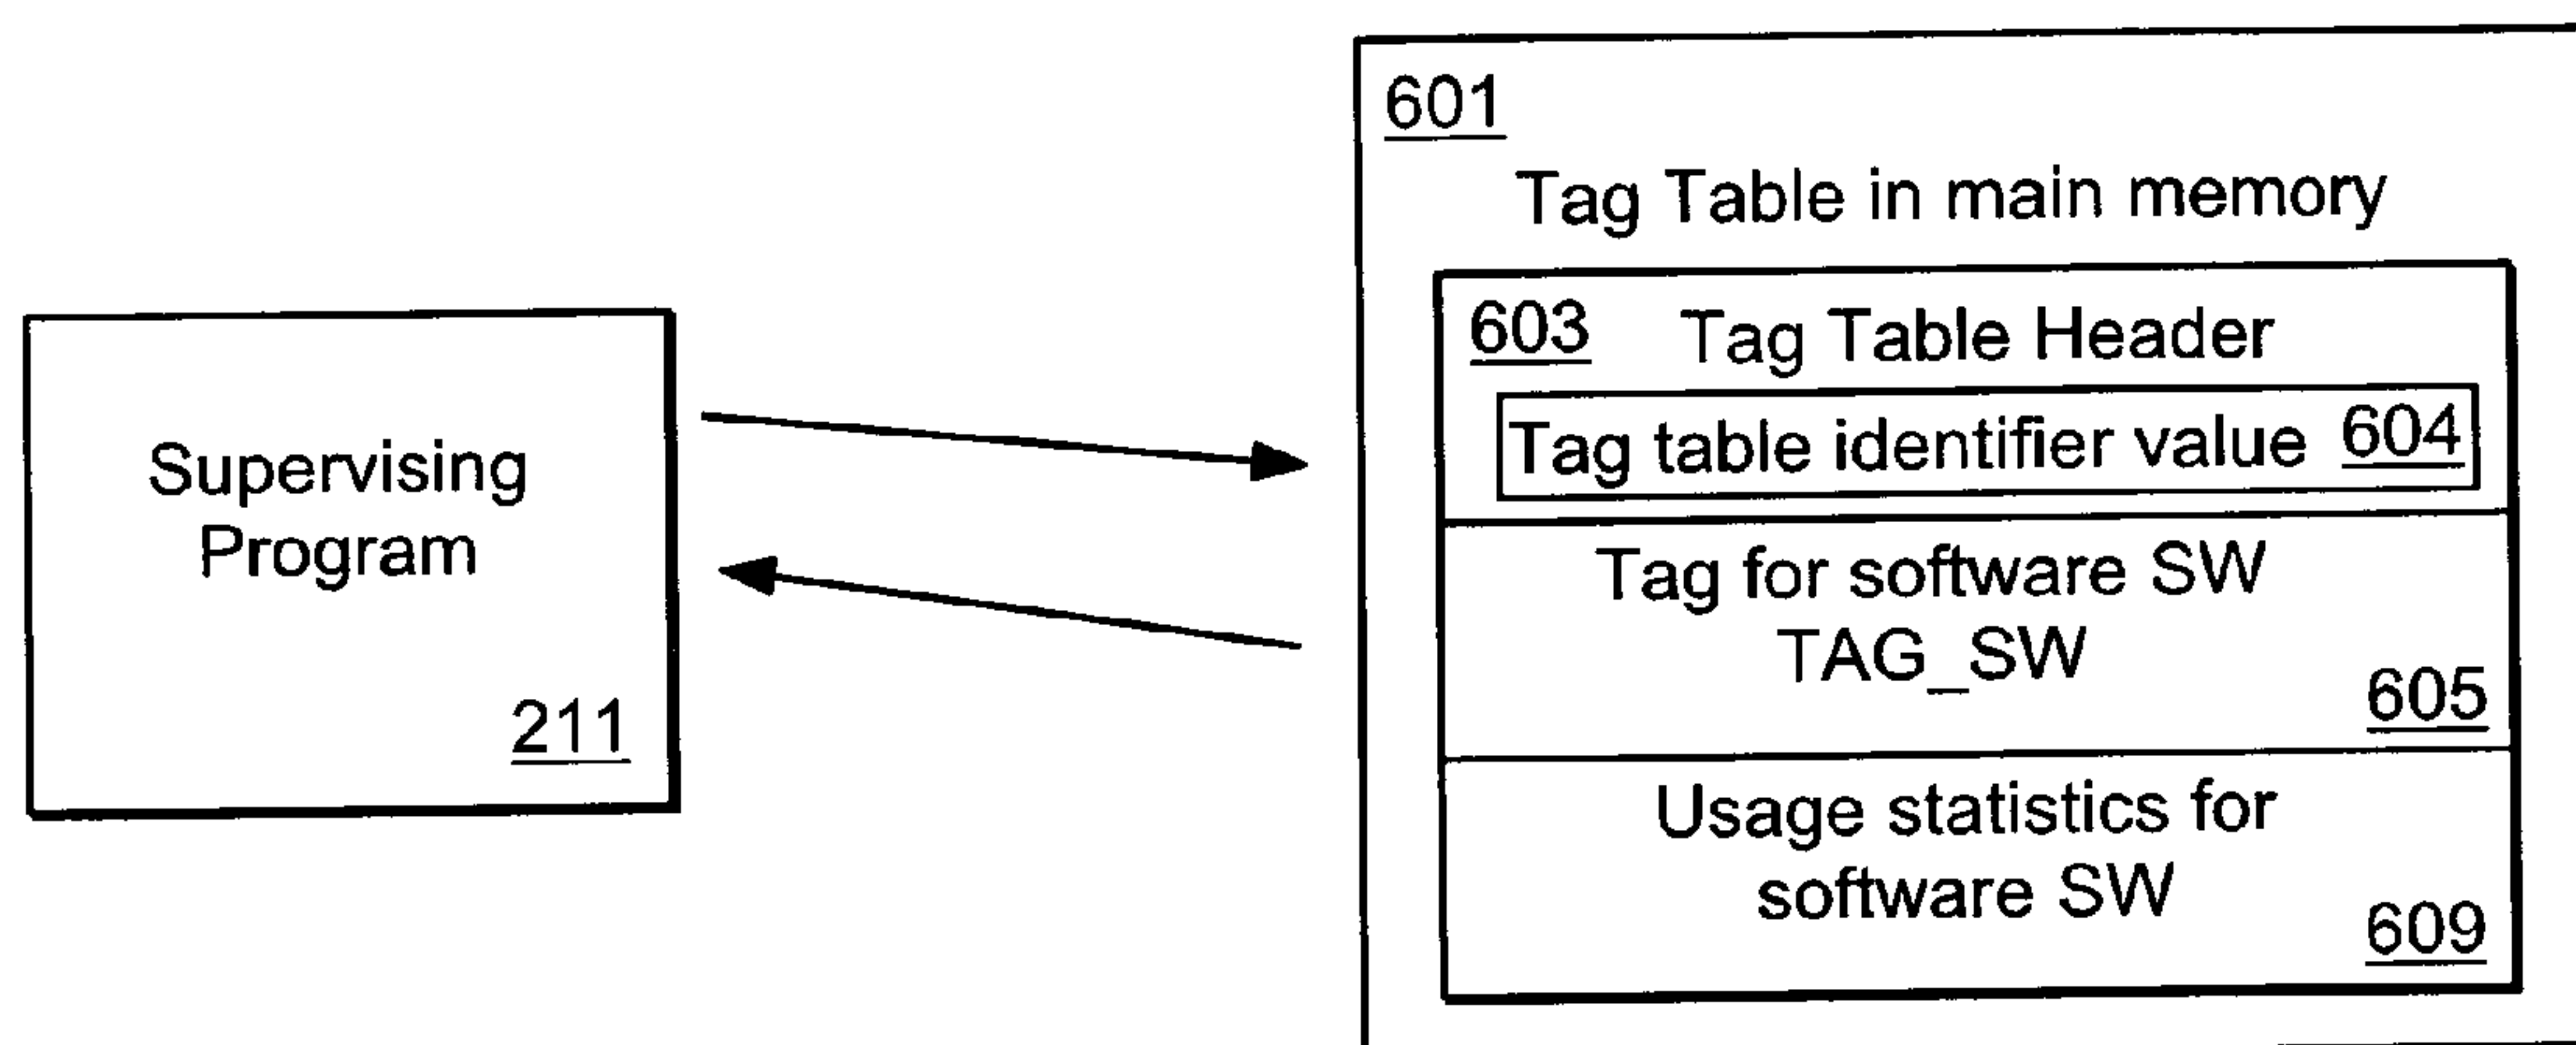 Supervising
Program
211
601
Tag Table in main memory
603 Tag Table Header
Tag table identifier value 604
Tag for software SW
TAG_SW
605
Usage statistics for
software SW
609